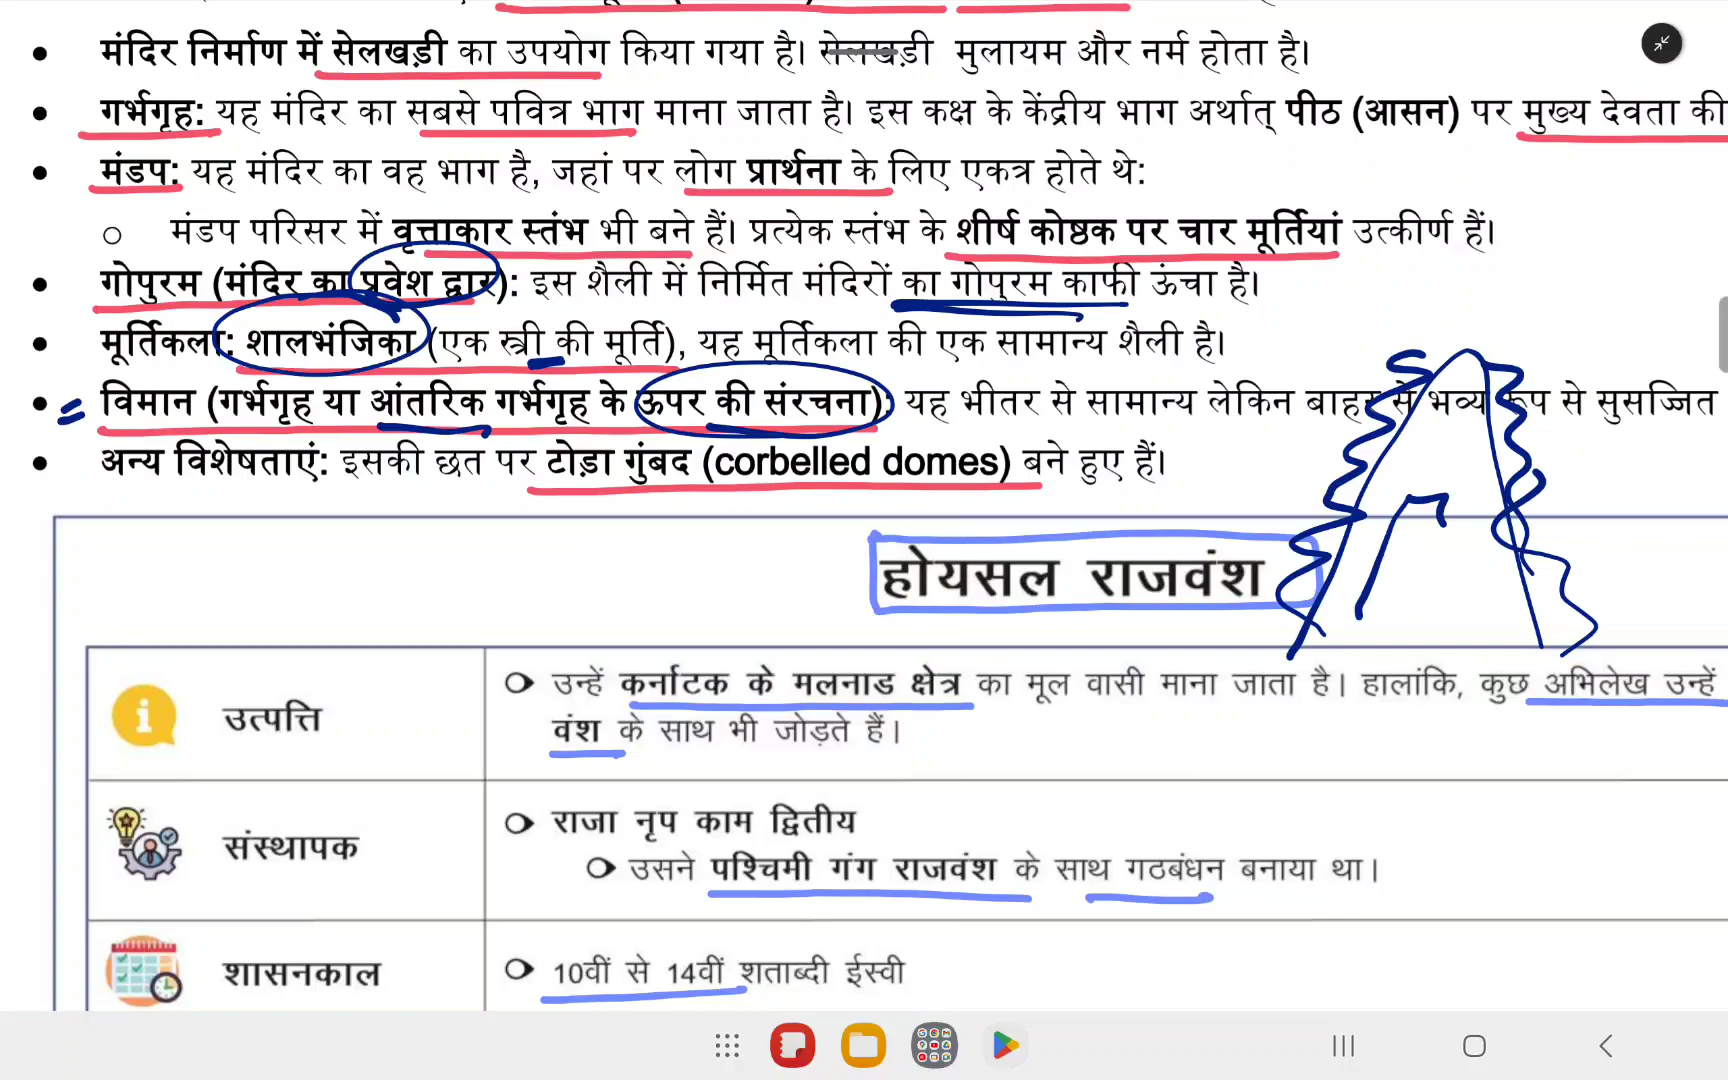 मंदिर निर्माण में सेलखड़ी का उपयोग किया गया है। सेलखड़ी मुलायम और नर्म होता है।
गर्भगृह: यह मंदिर का सबसे पवित्र भाग माना जाता है। इस कक्ष के केंद्रीय भाग अर्थात् पीठ (आसन) पर मुख्य देवता की
मंडप: यह मंदिर का वह भाग है, जहां पर लोग प्रार्थना के लिए एकत्र होते थे:
मंडप परिसर में वृत्ताकार स्तंभ भी बने हैं। प्रत्येक स्तंभ के शीर्ष कोष्ठक पर चार मूर्तियां उत्कीर्ण हैं।
गोपुरम (मंदिर का प्रवेश द्वार): इस शैली में निर्मित मंदिरों का गोपुरम काफी ऊंचा है।
मूर्तिकला: शालभंजिका (एक स्त्री की मूर्ति), यह मूर्तिकला की एक सामान्य शैली है।
विमान (गर्भगृह या आंतरिक गर्भगृह के ऊपर की संरचना): यह भीतर से सामान्य लेकिन बाहर से भव्य रूप से सुसज्जित
अन्य विशेषताएं: इसकी छत पर टोड़ा गुंबद (corbelled domes) बने हुए हैं।
होयसल राजवंश
उत्पत्ति
उन्हें कर्नाटक के मलनाड क्षेत्र का मूल वासी माना जाता है। हालांकि, कुछ अभिलेख उन्हें
वंश के साथ भी जोड़ते हैं।
संस्थापक
राजा नृप काम द्वितीय
उसने पश्चिमी गंग राजवंश के साथ गठबंधन बनाया था।
शासनकाल
10वीं से 14वीं शताब्दी ईस्वी